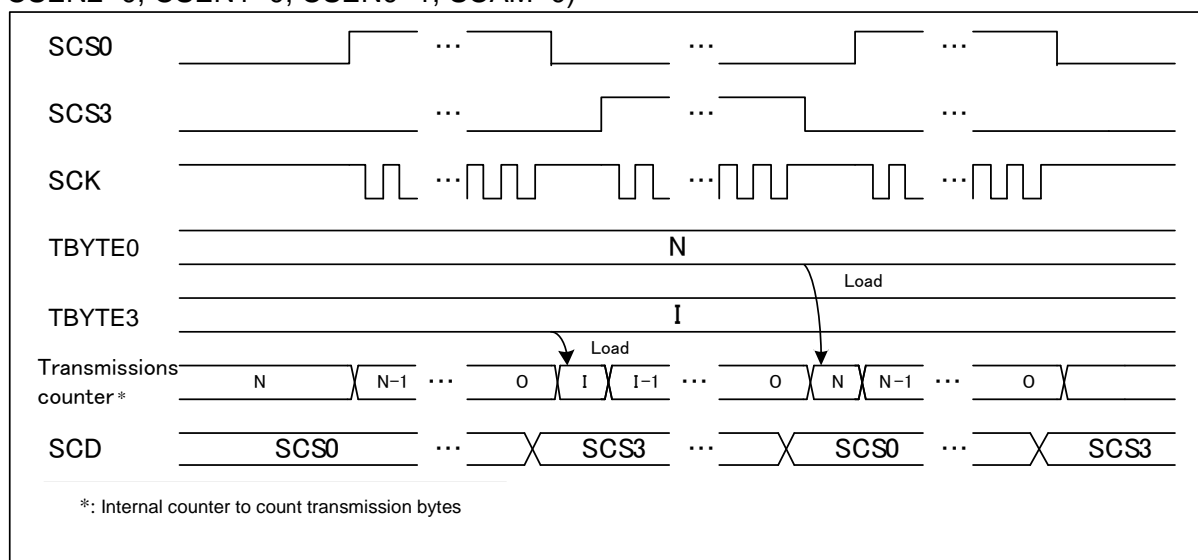 SCS0 ... ... ...
SCS3 ... ... ...
SCK ... ... ...
TBYTE0 N
Load
TBYTE3 I
Load
Transmissions
counter* N N-1 ... 0 I I-1 ... 0 N N-1 ... 0
SCD SCS0 ... SCS3 ... SCS0 ... SCS3
*: Internal counter to count transmission bytes